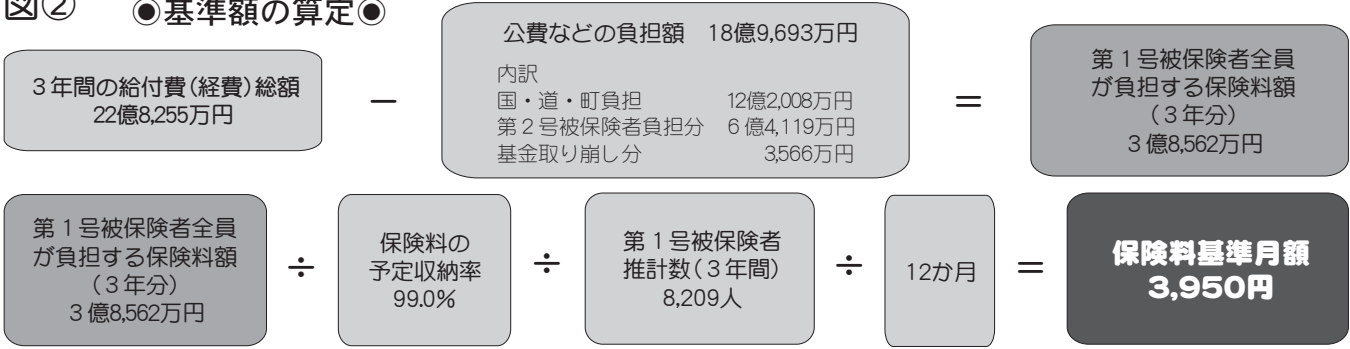 図② ◉基準額の算定◉
3年間の給付費(経費)総額
22億8,255万円
－
公費などの負担額 18億9,693万円
内訳
国・道・町負担 12億2,008万円
第2号被保険者負担分 6億4,119万円
基金取り崩し分 3,566万円
＝
第1号被保険者全員
が負担する保険料額
(3年分)
3億8,562万円
第1号被保険者全員
が負担する保険料額
(3年分)
3億8,562万円
÷
保険料の
予定収納率
99.0%
÷
第1号被保険者
推計数(3年間)
8,209人
÷
12か月
＝
保険料基準月額
3,950円